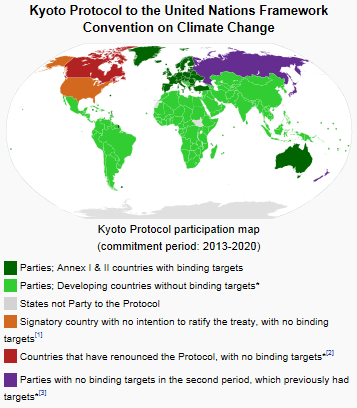 Kyoto Protocol to the United Nations Framework
Convention on Climate Change
Kyoto Protocol participation map
(commitment period: 2013-2020)
Parties; Annex I & II countries with binding targets
Parties; Developing countries without binding targets*
States not Party to the Protocol
Signatory country with no intention to ratify the treaty, with no binding
targets[1]
Countries that have renounced the Protocol, with no binding targets*[2]
Parties with no binding targets in the second period, which previously had
targets*[3]